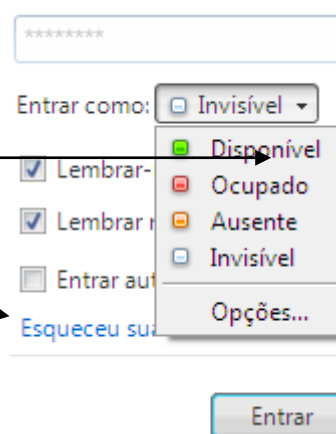 ********
Entrar como: Invisível
Disponível
Lembrar-
Ocupado
Lembrar
Ausente
Invisível
Entrar aut
Opções...
Esqueceu sua
Entrar